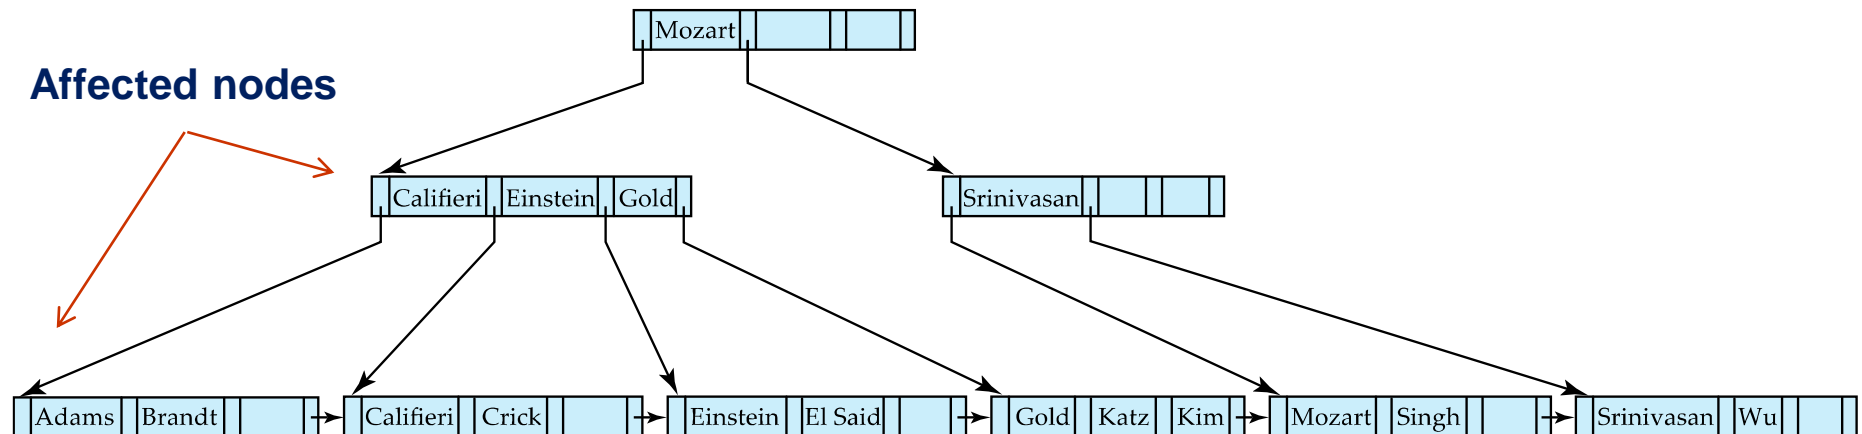 Mozart
Affected nodes
Califieri Einstein Gold Srinivasan
Adams Brandt Califieri Crick Einstein El Said Gold Katz Kim Mozart Singh Srinivasan Wu